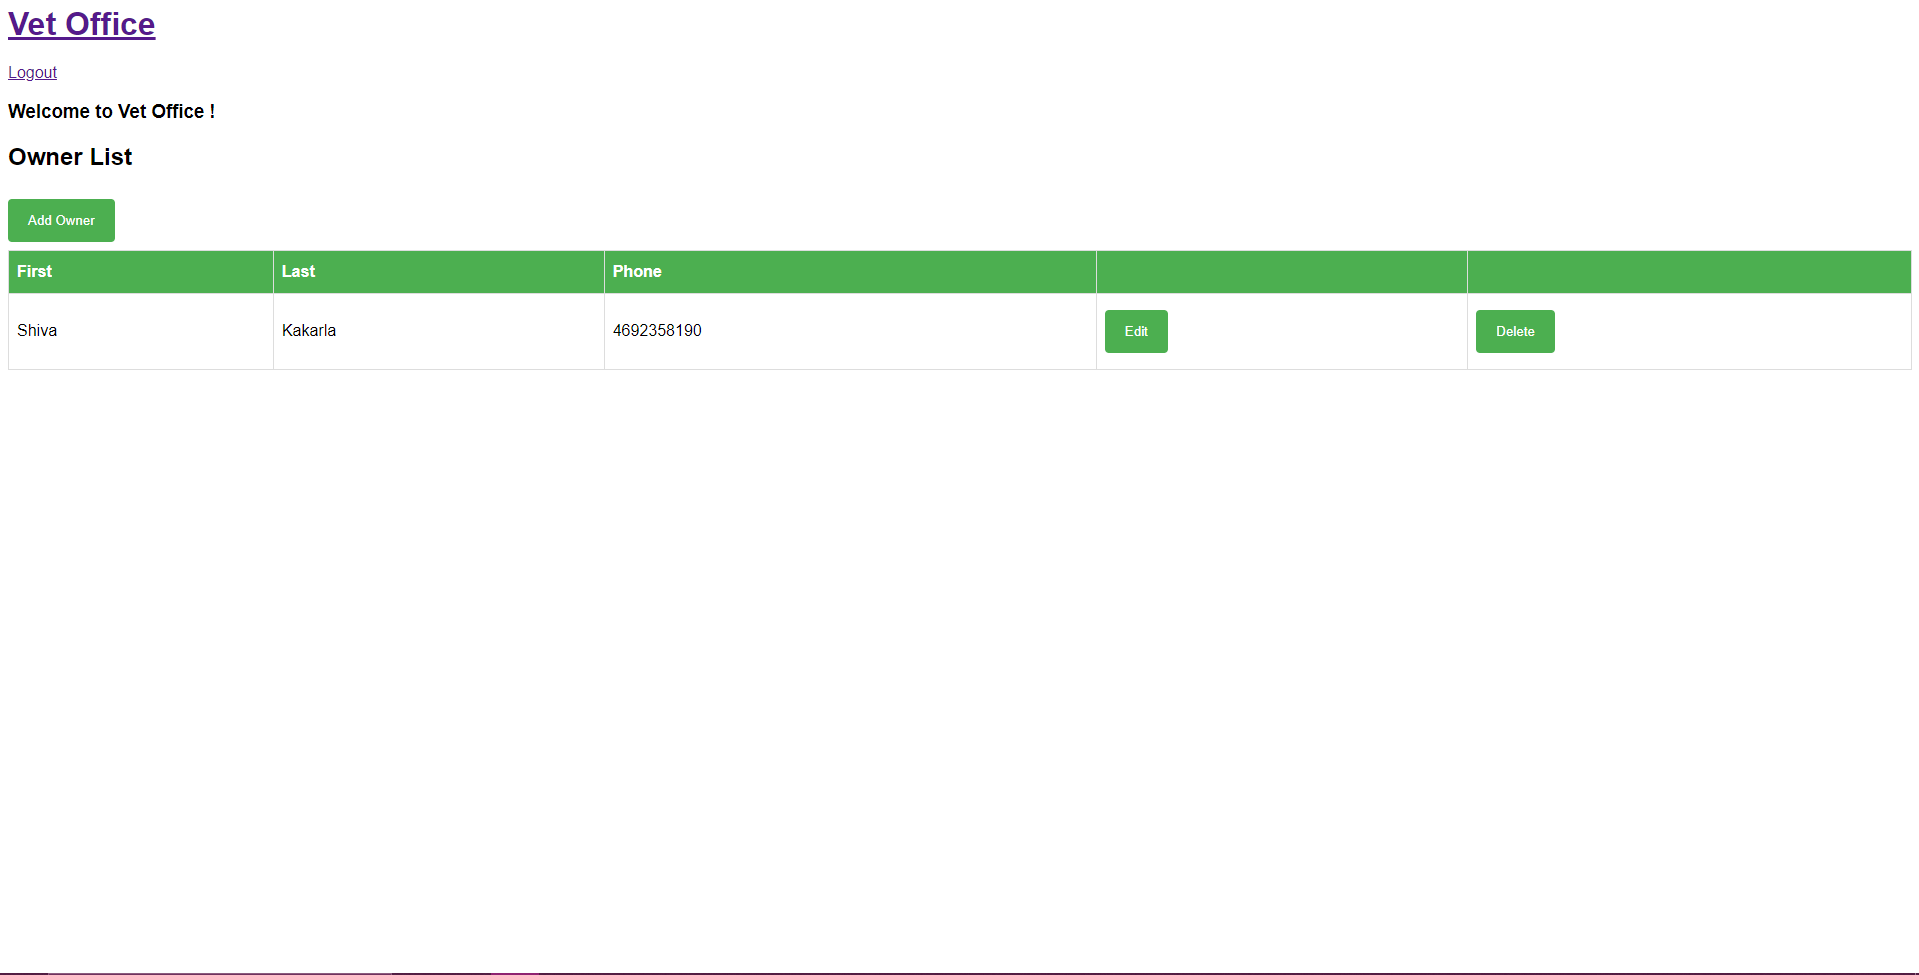 Vet Office
Logout
Welcome to Vet Office !
Owner List
Add Owner
First Last Phone
Shiva Kakarla 4692358190 Edit Delete